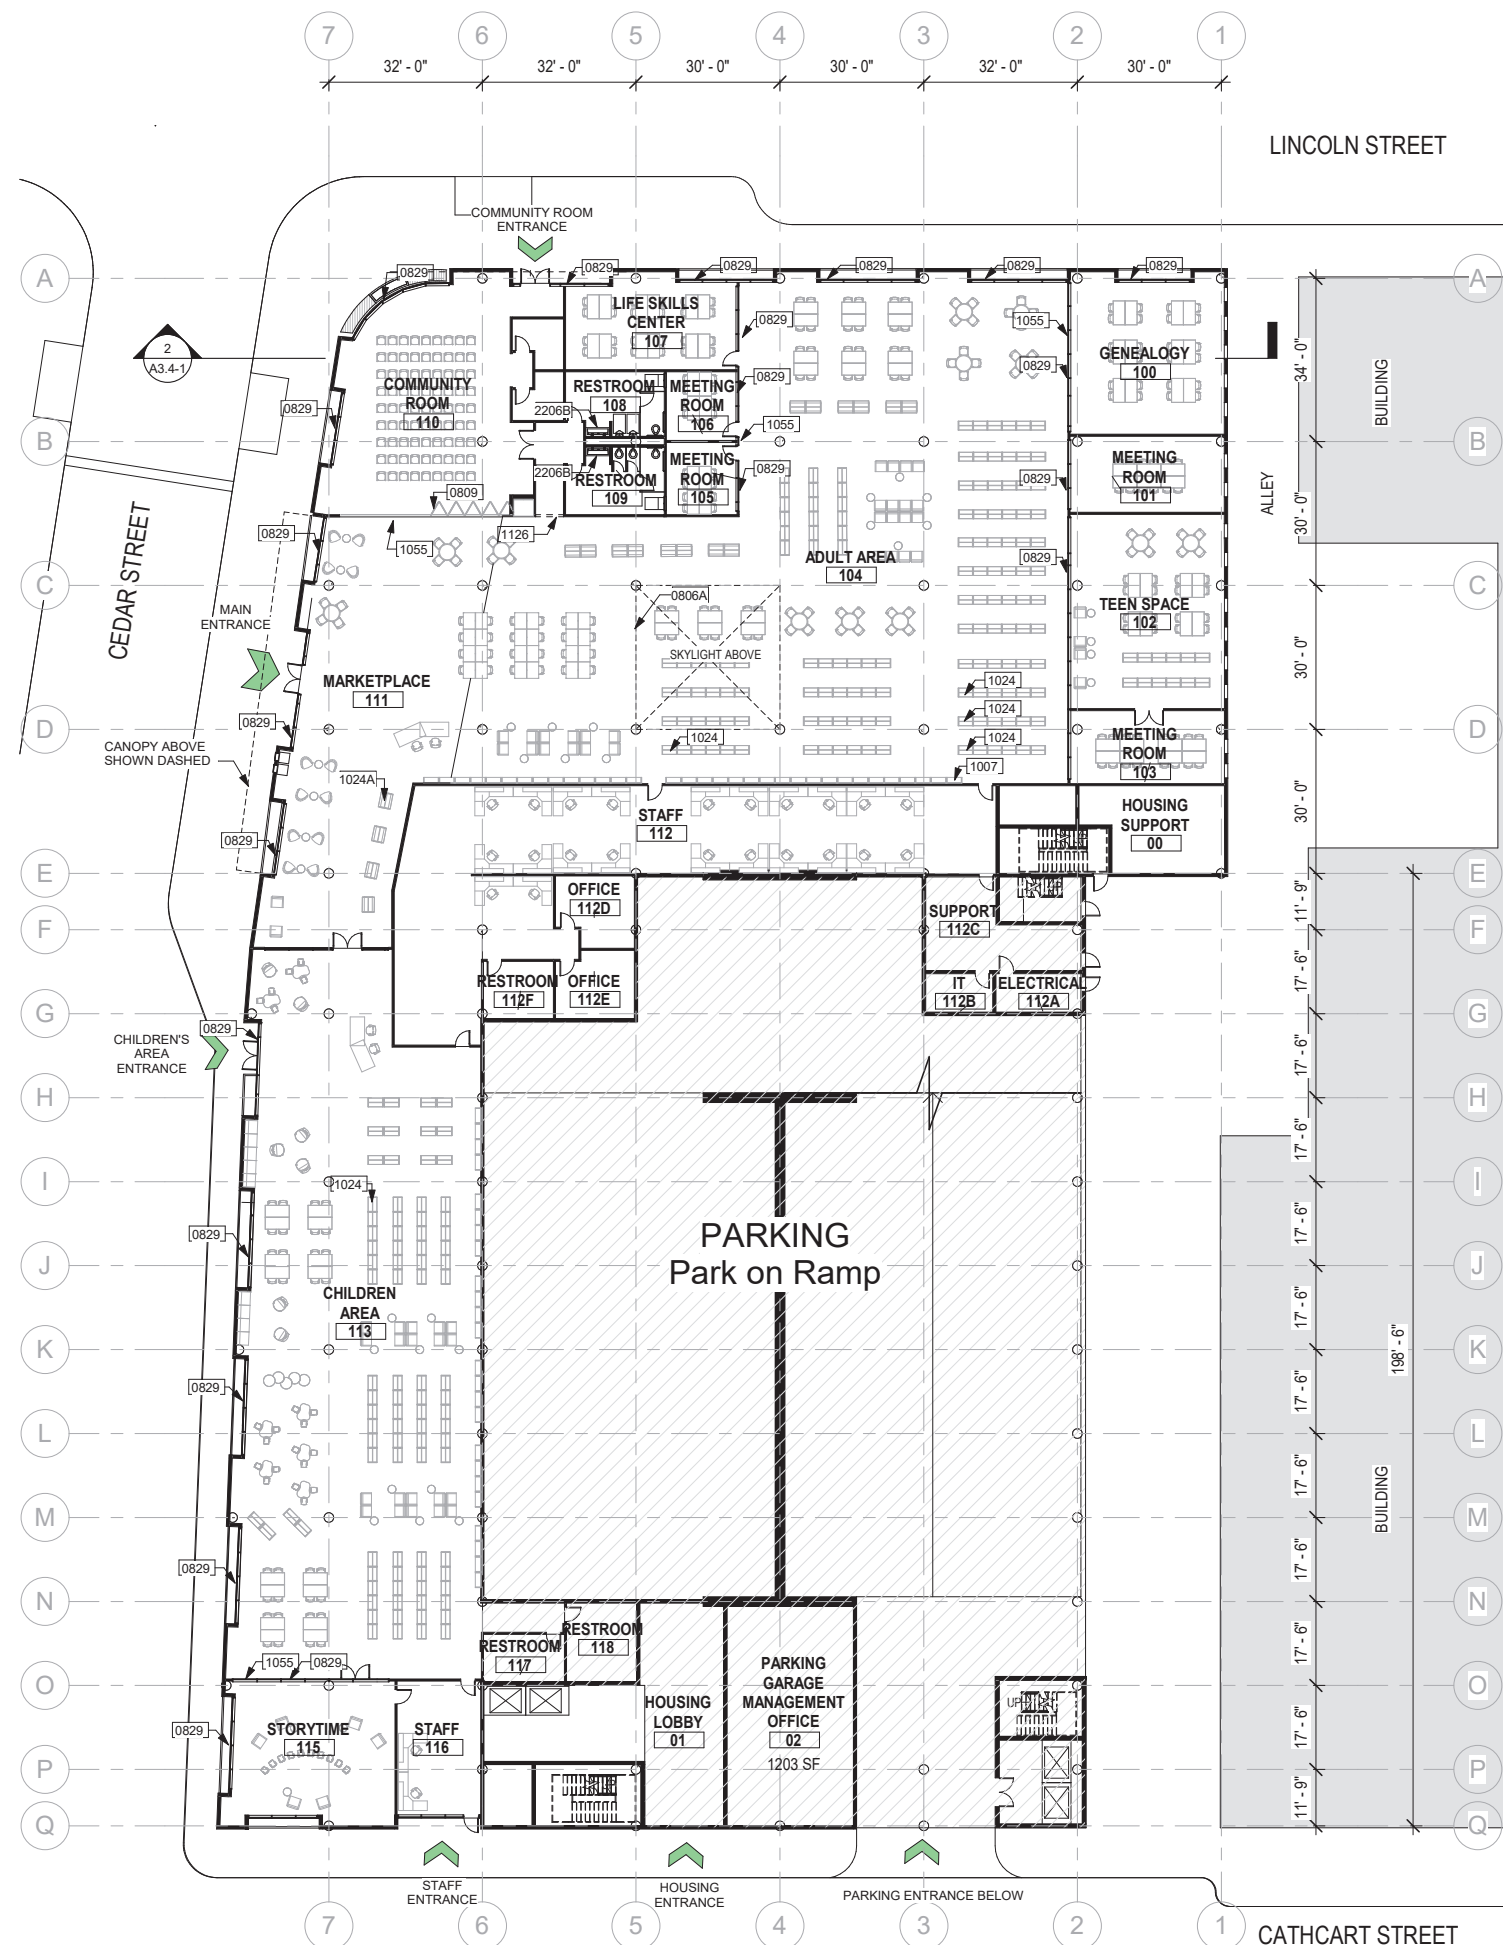 7 6 5 4 3 2 1
32' - 0" 32' - 0" 30' - 0" 30' - 0" 32' - 0" 30' - 0"
LINCOLN STREET
COMMUNITY ROOM
ENTRANCE
A A
0829 0829 0829 0829 0829 0829
LIFE SKILLS
CENTER
107
0829
1055
2
A3.4-1
GENEALOGY
100
0829
34' - 0"
BUILDING
COMMUNITY
ROOM
110
RESTROOM
108
MEETING
ROOM
106
0829
0829
2206B
1055
B B
2206B
RESTROOM
109
MEETING
ROOM
105
0829
MEETING
ROOM
101
0829
0809
ALLEY
30' - 0"
CEDAR STREET
0829
1055
1126
ADULT AREA
104
0829
C C
0806A
MAIN
ENTRANCE
TEEN SPACE
102
SKYLIGHT ABOVE
30' - 0"
MARKETPLACE
111
1024
1024
0829
D D
1024
1024
MEETING
ROOM
103
CANOPY ABOVE
SHOWN DASHED
1024A
1007
30' - 0"
STAFF
112
HOUSING
SUPPORT
00
0829
E E
OFFICE
112D
SUPPORT
112C
11' - 9"
F F
RESTROOM
112F
OFFICE
112E
IT
112B
ELECTRICAL
112A
17' - 6"
G G
0829
CHILDREN'S
AREA
ENTRANCE
17' - 6"
H H
17' - 6"
I I
1024
0829
PARKING
Park on Ramp
17' - 6"
J J
CHILDREN
AREA
113
17' - 6"
K K
198' - 6"
0829
17' - 6"
L L
BUILDING
17' - 6"
M M
0829
17' - 6"
N N
RESTROOM
117
RESTROOM
118
17' - 6"
1055 0829
O O
PARKING
GARAGE
MANAGEMENT
OFFICE
02
1203 SF
HOUSING
LOBBY
01
UP
0829
STORYTIME
115
STAFF
116
17' - 6"
P P
11' - 9"
Q Q
STAFF
ENTRANCE
HOUSING
ENTRANCE
PARKING ENTRANCE BELOW
7 6 5 4 3 2 1
CATHCART STREET